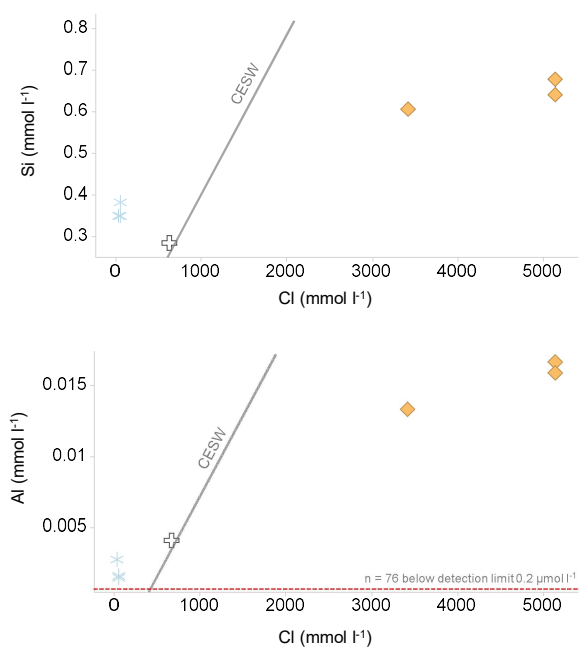 0.8
0.7
0.6
0.5
0.4
0.3
Si (mmol l-1)
CESW
0 1000 2000 3000 4000 5000
Cl (mmol l-1)
0.015
0.01
0.005
Al (mmol l-1)
CESW
n = 76 below detection limit 0.2 µmol l-1
0 1000 2000 3000 4000 5000
Cl (mmol l-1)